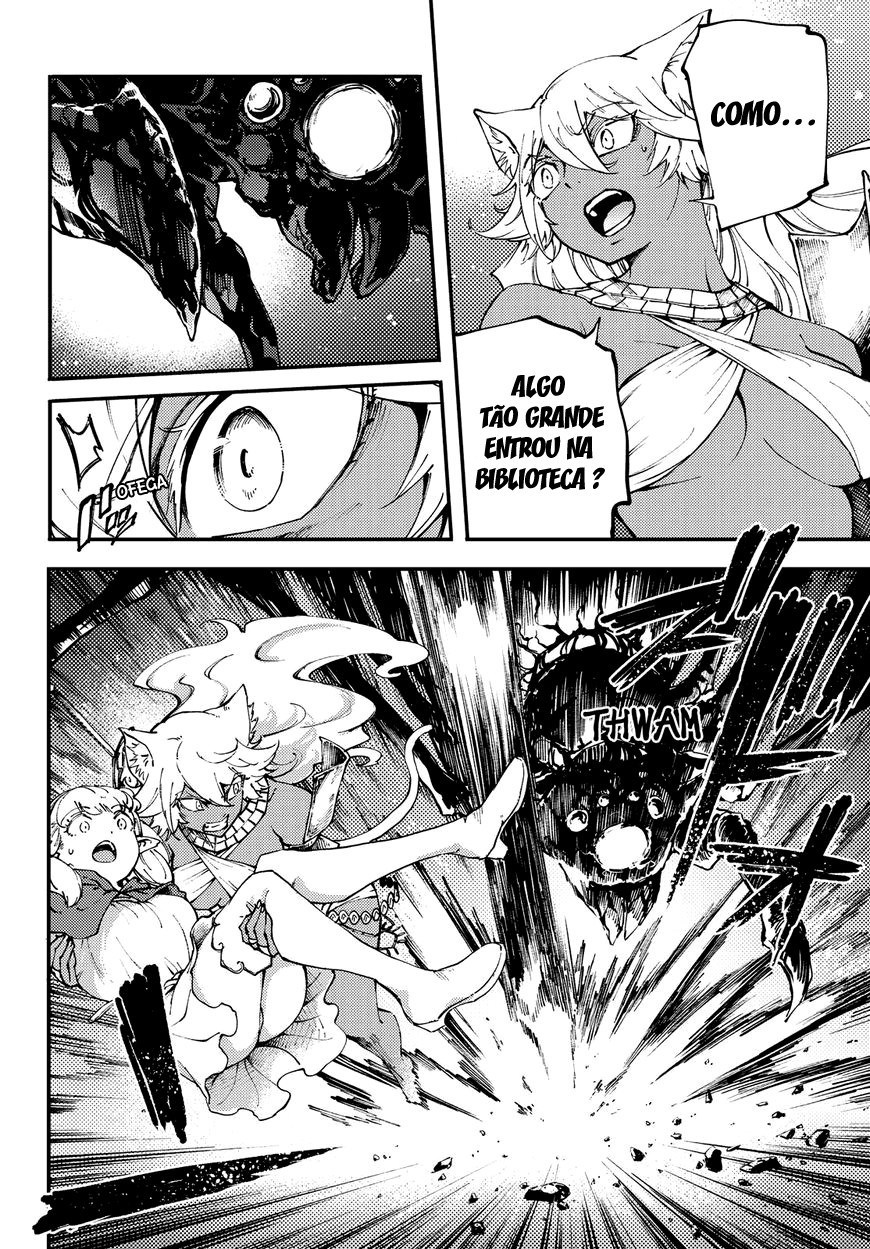 COMO...
ALGO
TÃO GRANDE
ENTROU NA
BIBLIOTECA ?
OFEGA
THWAM